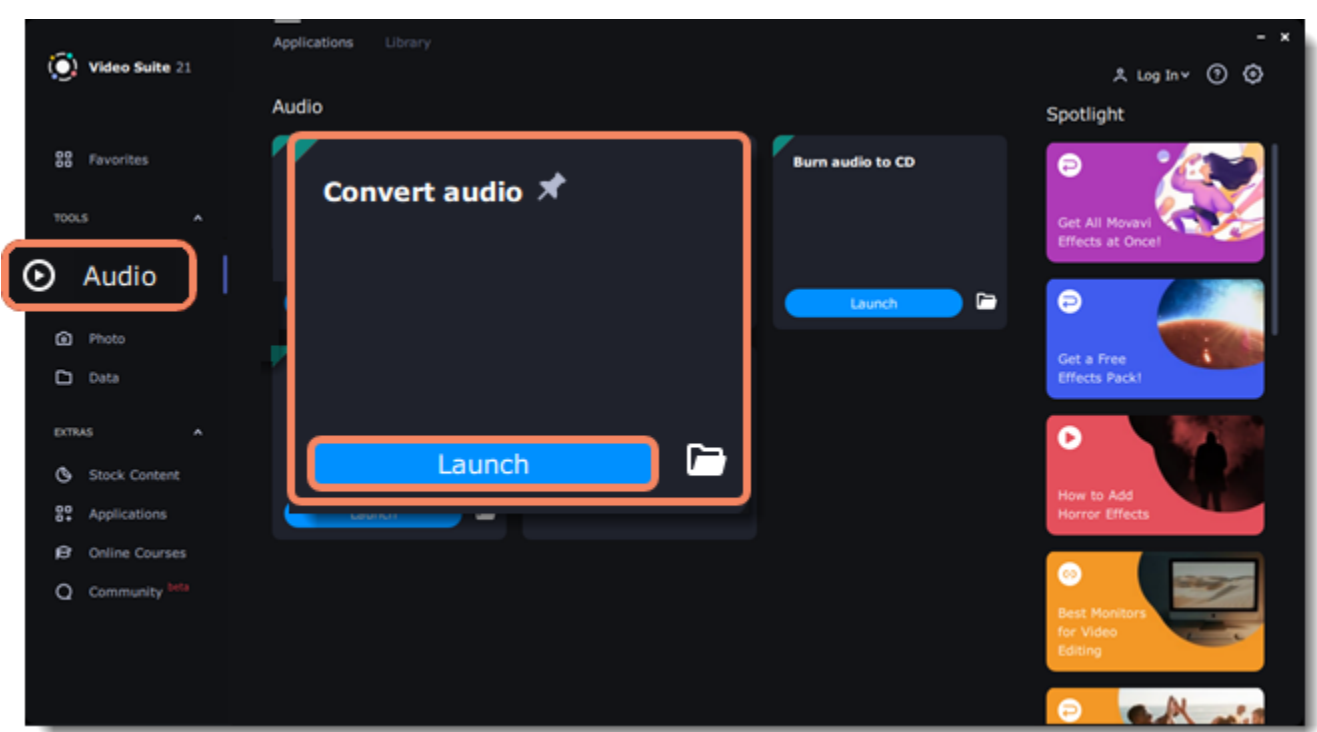 Applications Library
Video Suite 21
Log In
Audio
Spotlight
Favorites
TOOLS
Audio
Photo
Data
EXTRAS
Stock Content
Applications
Online Courses
Community beta
Convert audio
Launch
Launch
Burn audio to CD
Launch
Get All Movavi
Effects at Once!
Get a Free
Effects Pack!
How to Add
Horror Effects
Best Monitors
for Video
Editing